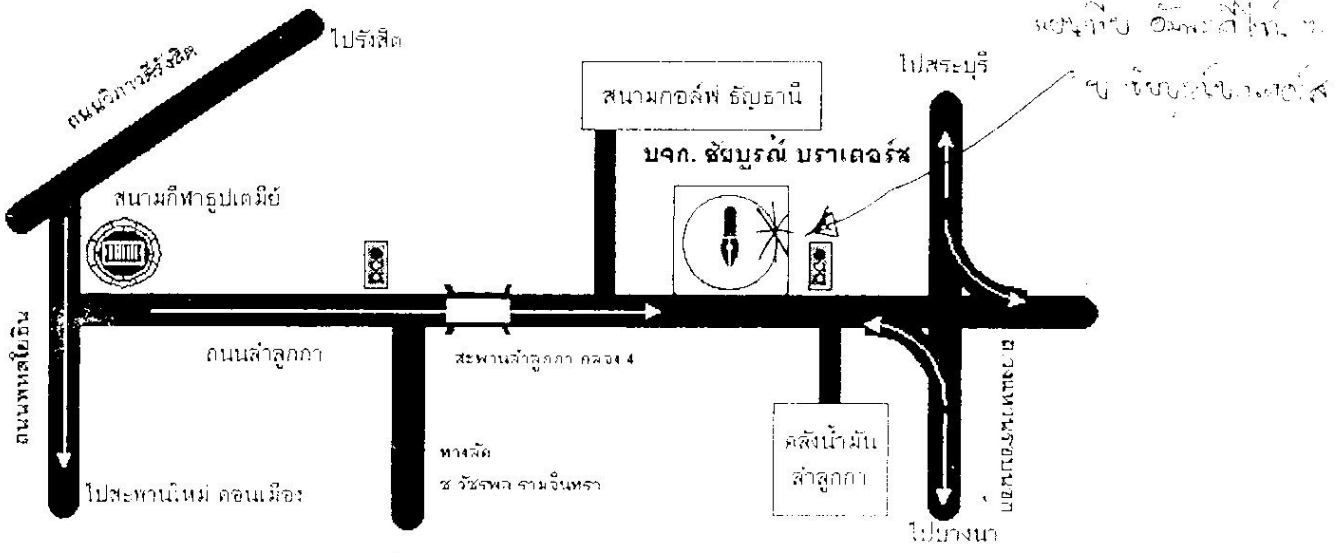 ไปรังสิต
ถนนวิภาวดีรังสิต
ไปสระบุรี
สนามกอล์ฟ ธัญธานี
บจก. ชัยบูรณ์ บราเดอร์ส
สนามกีฬาธูปเตมีย์
ถนนลำลูกกา
สะพานลำลูกกา คลอง 4
ถนนพหลโยธิน
ทางลัด
ซ.วัชรพล รามอินทรา
คลังน้ำมัน
ลำลูกกา
ไปสะพานใหม่ ดอนเมือง
ไปบางนา